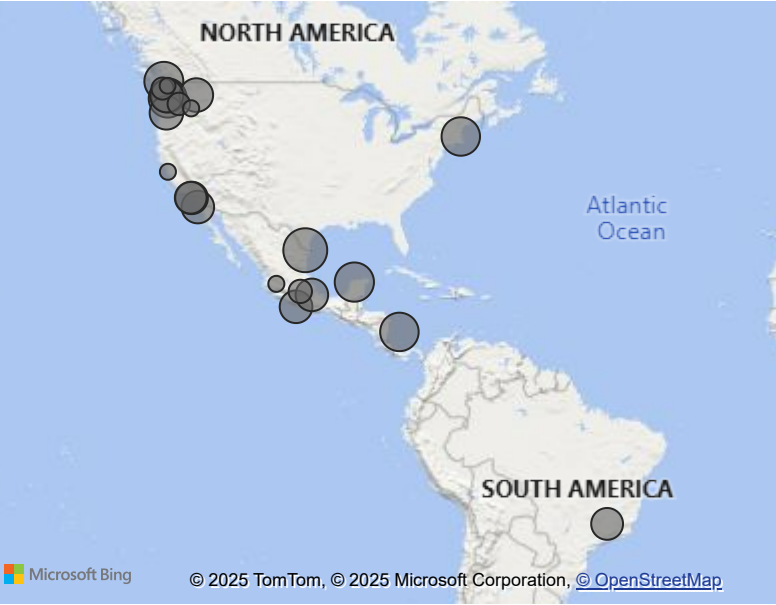 NORTH AMERICA
Atlantic
Ocean
SOUTH AMERICA
Microsoft Bing
© 2025 TomTom, © 2025 Microsoft Corporation, © OpenStreetMap